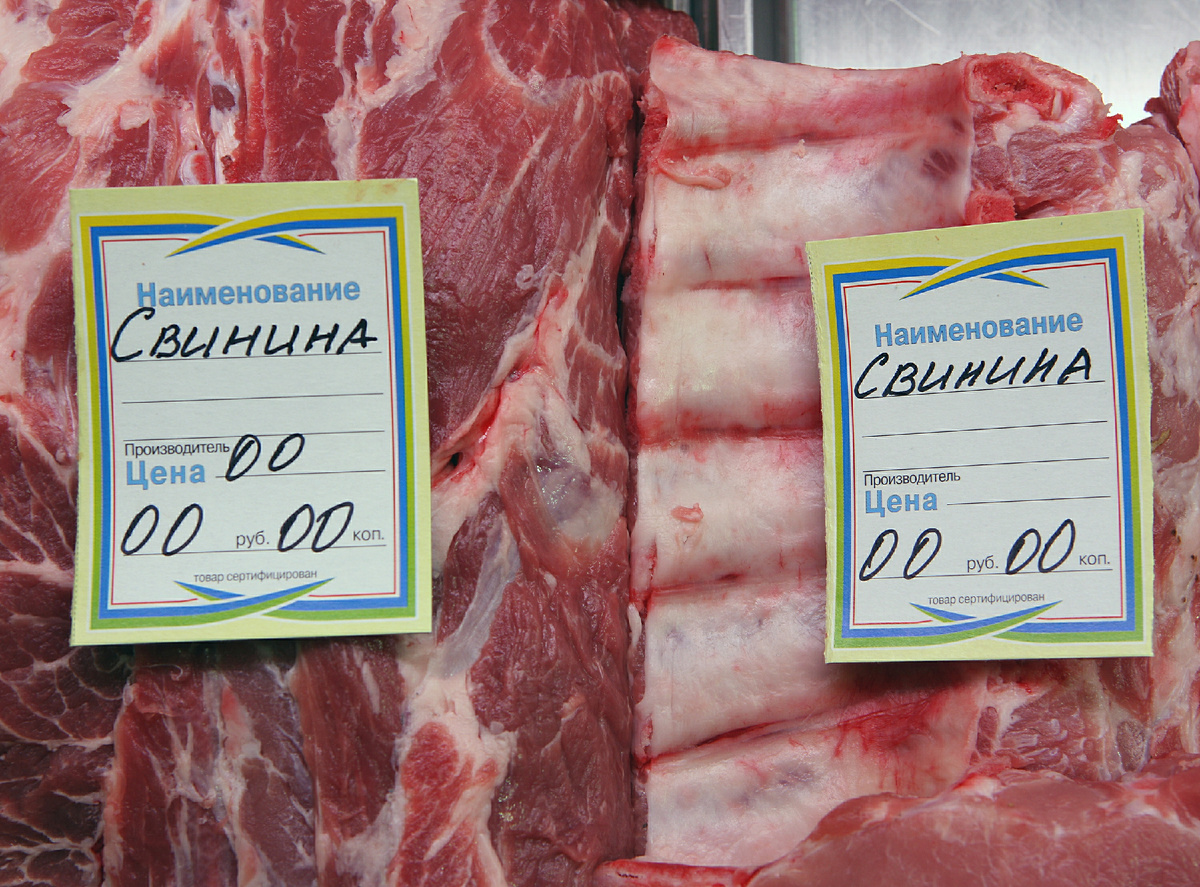 Наименование
Свинина
Производитель 00
Цена
00 руб. 00 коп.
товар сертифицирован
Наименование
Свинина
Производитель
Цена
00 руб. 00 коп.
товар сертифицирован